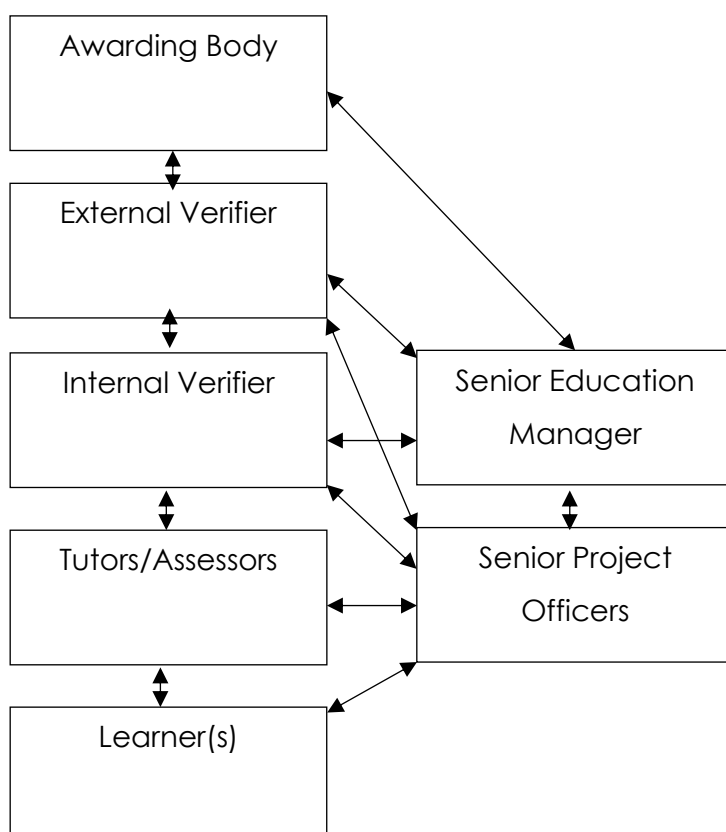 Awarding Body
External Verifier
Internal Verifier
Senior Education
Manager
Tutors/Assessors
Senior Project
Officers
Learner(s)